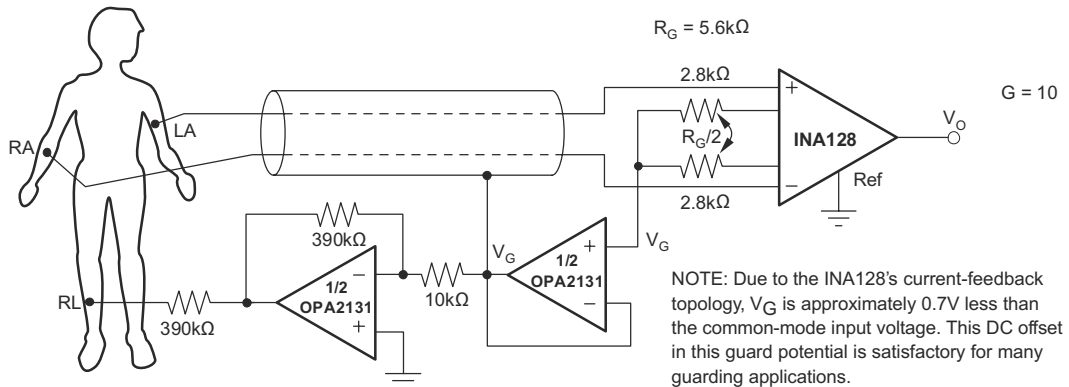 R_G = 5.6kΩ
2.8kΩ
G = 10
LA
RA
+
V_O
R_G/2
INA128
–
Ref
2.8kΩ
390kΩ
V_G
+
V_G
1/2
OPA2131
–
1/2
OPA2131
–
+
10kΩ
RL
390kΩ
NOTE: Due to the INA128's current-feedback
topology, V_G is approximately 0.7V less than
the common-mode input voltage. This DC offset
in this guard potential is satisfactory for many
guarding applications.